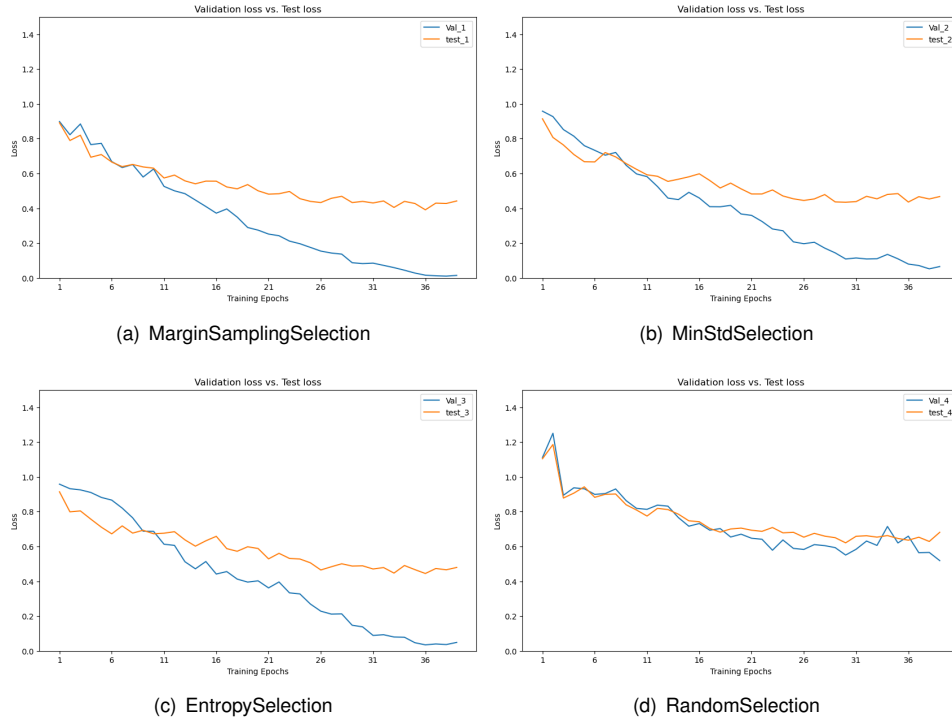 Validation loss vs. Test loss
Val_1
test_1
1.4
1.2
1.0
0.8
0.6
0.4
0.2
0.0
Loss
1 6 11 16 21 26 31 36
Training Epochs
(a) MarginSamplingSelection
Validation loss vs. Test loss
Val_2
test_2
1.4
1.2
1.0
0.8
0.6
0.4
0.2
0.0
Loss
1 6 11 16 21 26 31 36
Training Epochs
(b) MinStdSelection
Validation loss vs. Test loss
Val_3
test_3
1.4
1.2
1.0
0.8
0.6
0.4
0.2
0.0
Loss
1 6 11 16 21 26 31 36
Training Epochs
(c) EntropySelection
Validation loss vs. Test loss
Val_4
test_4
1.4
1.2
1.0
0.8
0.6
0.4
0.2
0.0
Loss
1 6 11 16 21 26 31 36
Training Epochs
(d) RandomSelection